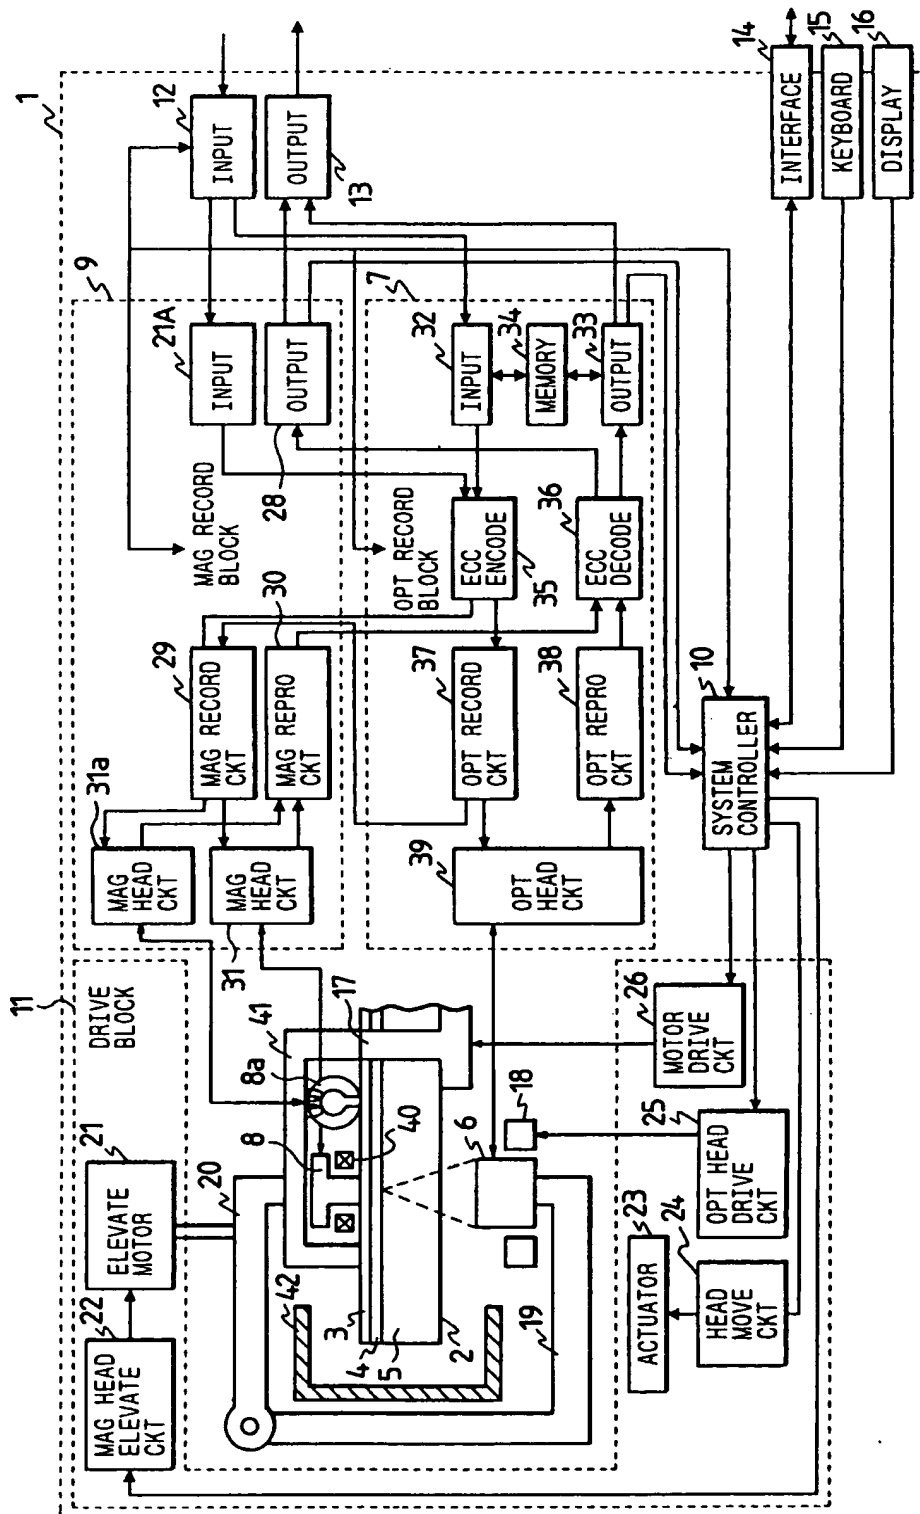 1
11
DRIVE
BLOCK
MAG HEAD
ELEVATE
CKT
22
ELEVATE
MOTOR
21
20
42
41
17
8
8a
40
3
4
5
2
6
18
19
31a
MAG
HEAD
CKT
MAG
HEAD
CKT
31
29
MAG RECORD
CKT
30
MAG REPRO
CKT
MAG RECORD
BLOCK
9
21A
INPUT
OUTPUT
28
12
INPUT
OUTPUT
13
39
OPT HEAD
CKT
37
OPT RECORD
CKT
38
OPT REPRO
CKT
OPT RECORD
BLOCK
7
ECC
ENCODE
35
36
ECC
DECODE
32
INPUT
34
MEMORY
33
OUTPUT
23
ACTUATOR
24
HEAD
MOVE
CKT
25
OPT HEAD
DRIVE
CKT
26
MOTOR
DRIVE
CKT
10
SYSTEM
CONTROLLER
14
INTERFACE
15
KEYBOARD
16
DISPLAY